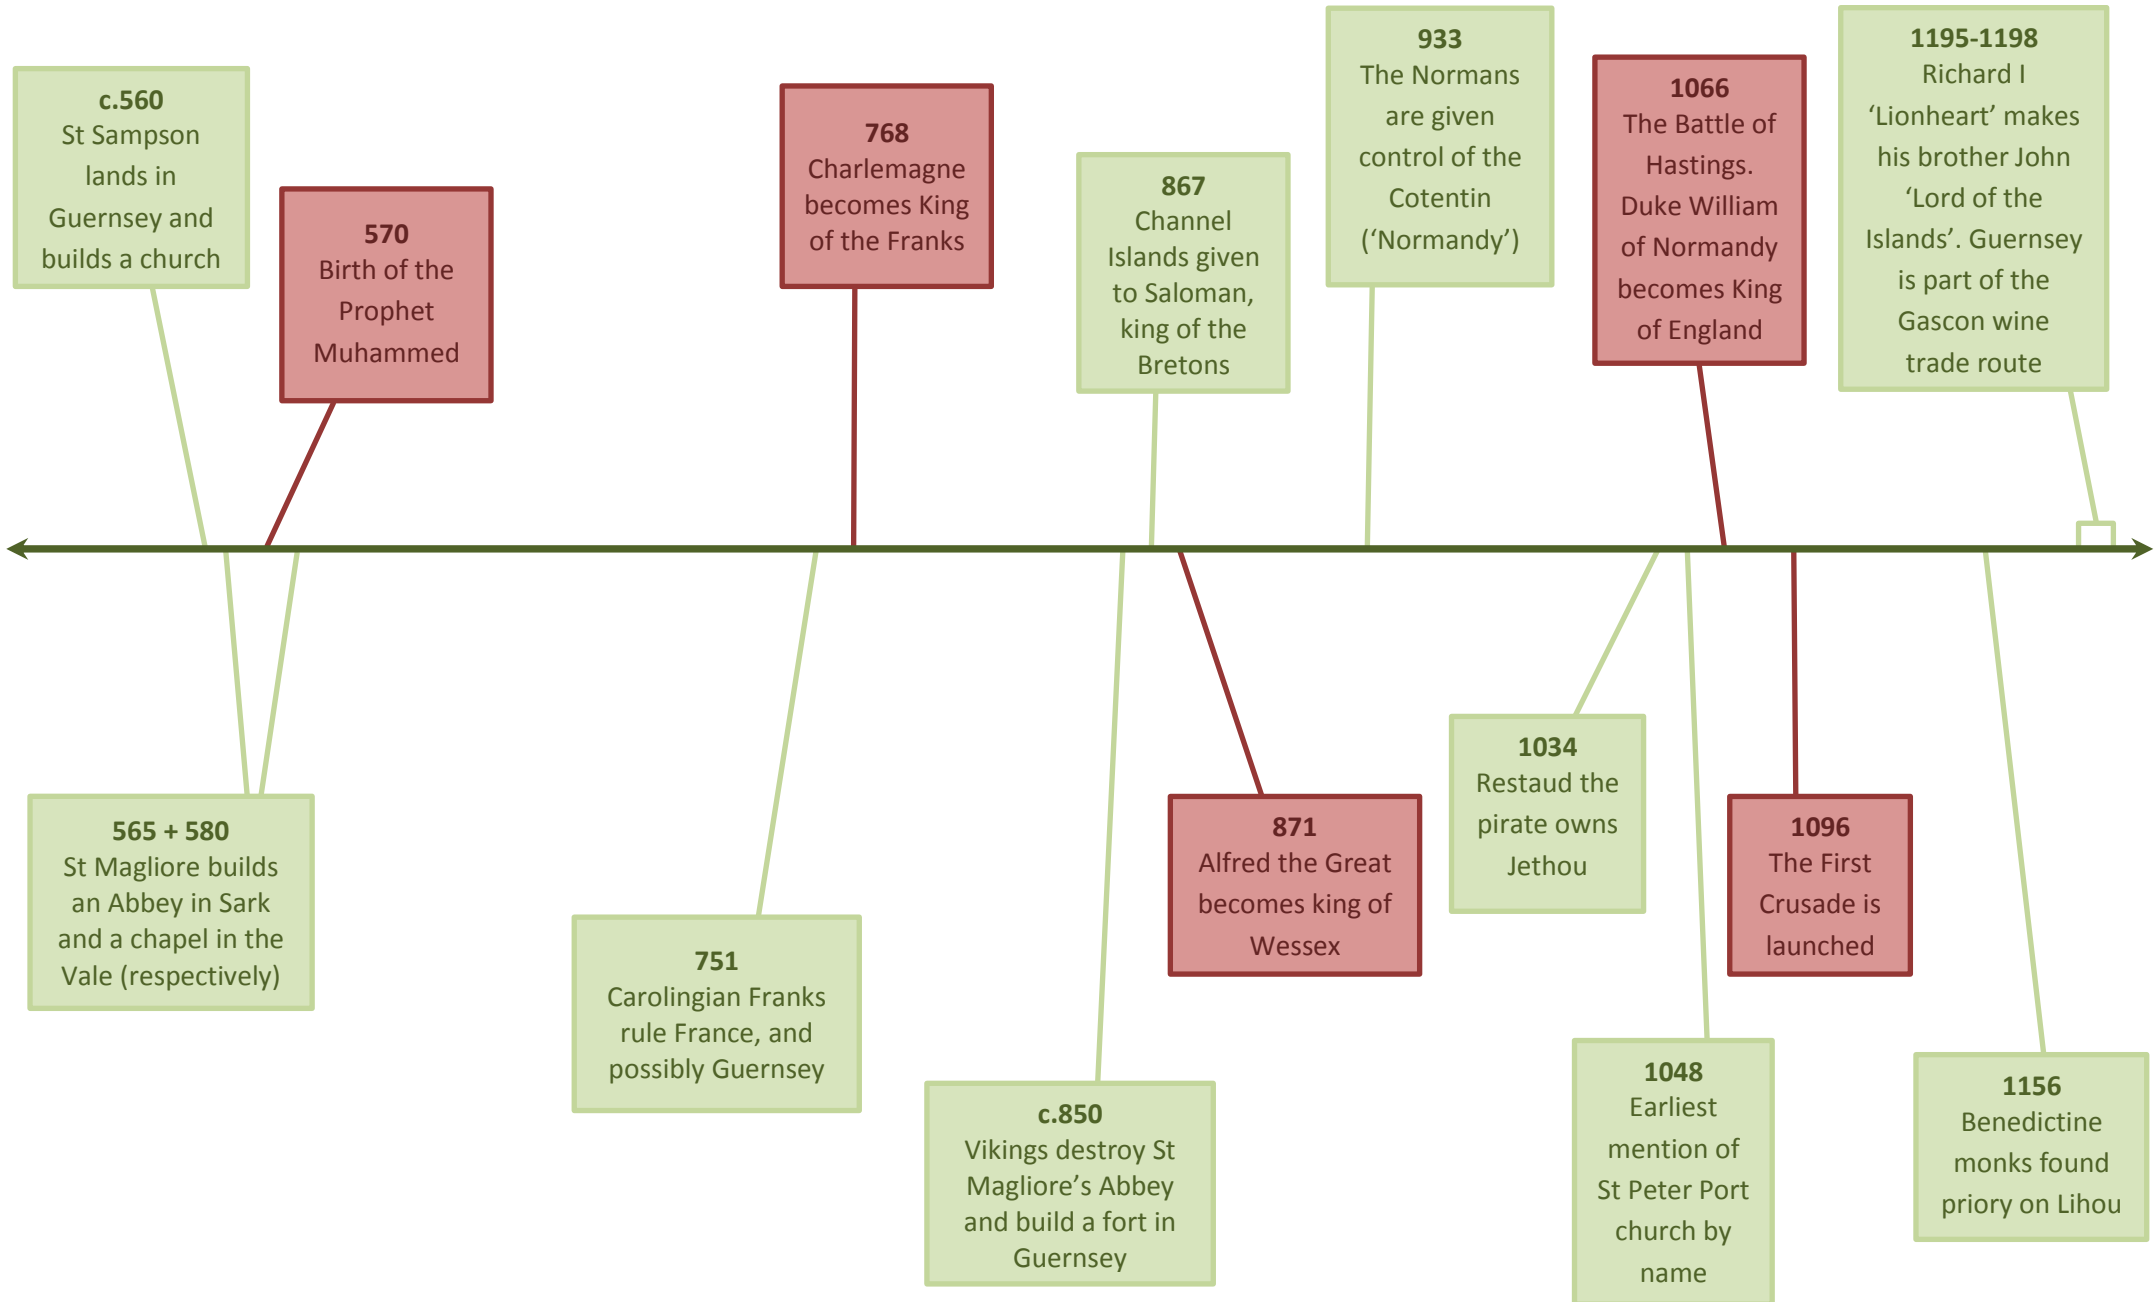 c.560
St Sampson
lands in
Guernsey and
builds a church
570
Birth of the
Prophet
Muhammed
768
Charlemagne
becomes King
of the Franks
867
Channel
Islands given
to Saloman,
king of the
Bretons
933
The Normans
are given
control of the
Cotentin
(‘Normandy’)
1066
The Battle of
Hastings.
Duke William
of Normandy
becomes King
of England
1195-1198
Richard I
‘Lionheart’ makes
his brother John
‘Lord of the
Islands’. Guernsey
is part of the
Gascon wine
trade route
565 + 580
St Magliore builds
an Abbey in Sark
and a chapel in the
Vale (respectively)
751
Carolingian Franks
rule France, and
possibly Guernsey
c.850
Vikings destroy St
Magliore’s Abbey
and build a fort in
Guernsey
871
Alfred the Great
becomes king of
Wessex
1034
Restaud the
pirate owns
Jethou
1048
Earliest
mention of
St Peter Port
church by
name
1096
The First
Crusade is
launched
1156
Benedictine
monks found
priory on Lihou